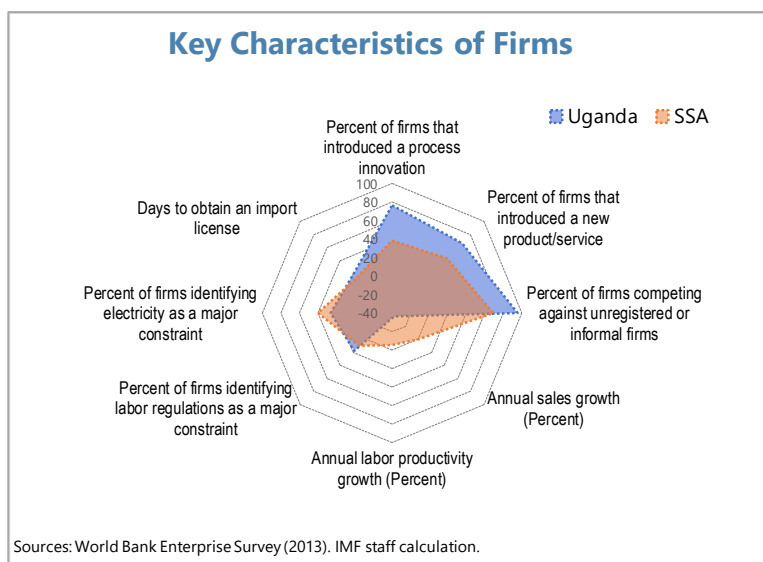 Key Characteristics of Firms
Uganda
SSA
Percent of firms that
introduced a process
innovation
Percent of firms that
introduced a new
product/service
Percent of firms competing
against unregistered or
informal firms
Annual sales growth
(Percent)
Annual labor productivity
growth (Percent)
Percent of firms identifying
labor regulations as a major
constraint
Percent of firms identifying
electricity as a major
constraint
Days to obtain an import
license
100
80
60
40
20
0
-20
-40
Sources: World Bank Enterprise Survey (2013). IMF staff calculation.